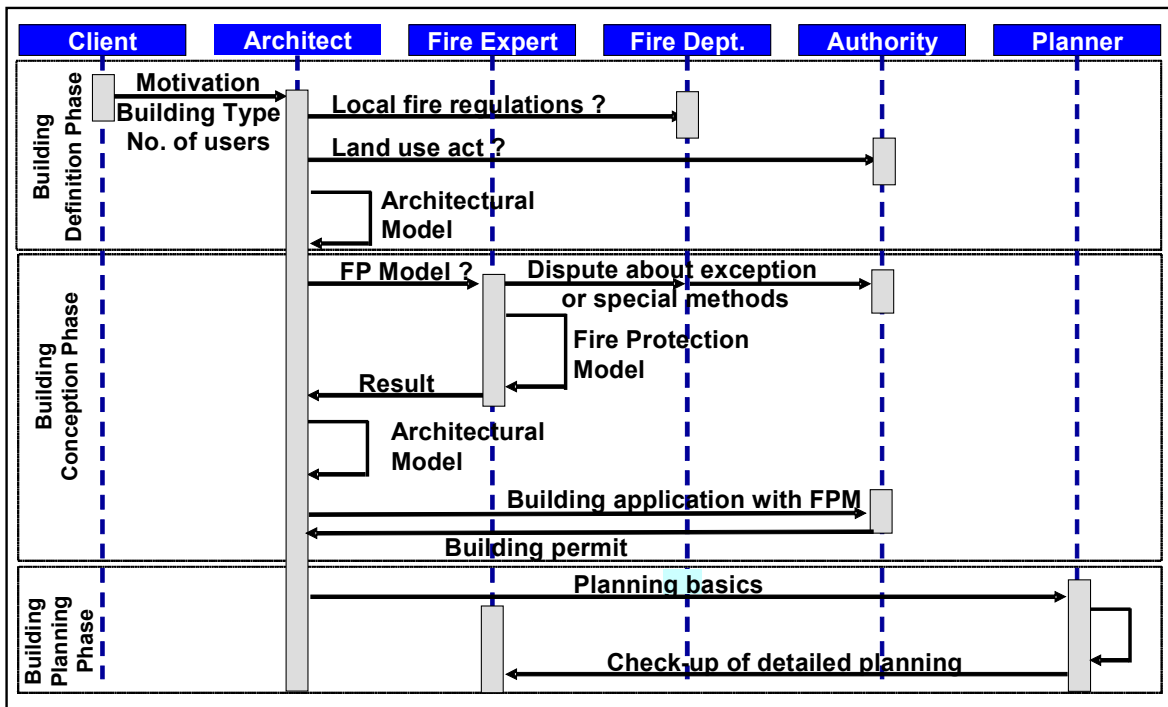 Client
Architect
Fire Expert
Fire Dept.
Authority
Planner
Building
Definition Phase
Motivation
Building Type
No. of users
Local fire requlations ?
Land use act ?
Architectural
Model
Building
Conception Phase
FP Model ?
Dispute about exception
or special methods
Fire Protection
Model
Result
Architectural
Model
Building application with FPM
Building permit
Building
Planning
Phase
Planning basics
Check-up of detailed planning